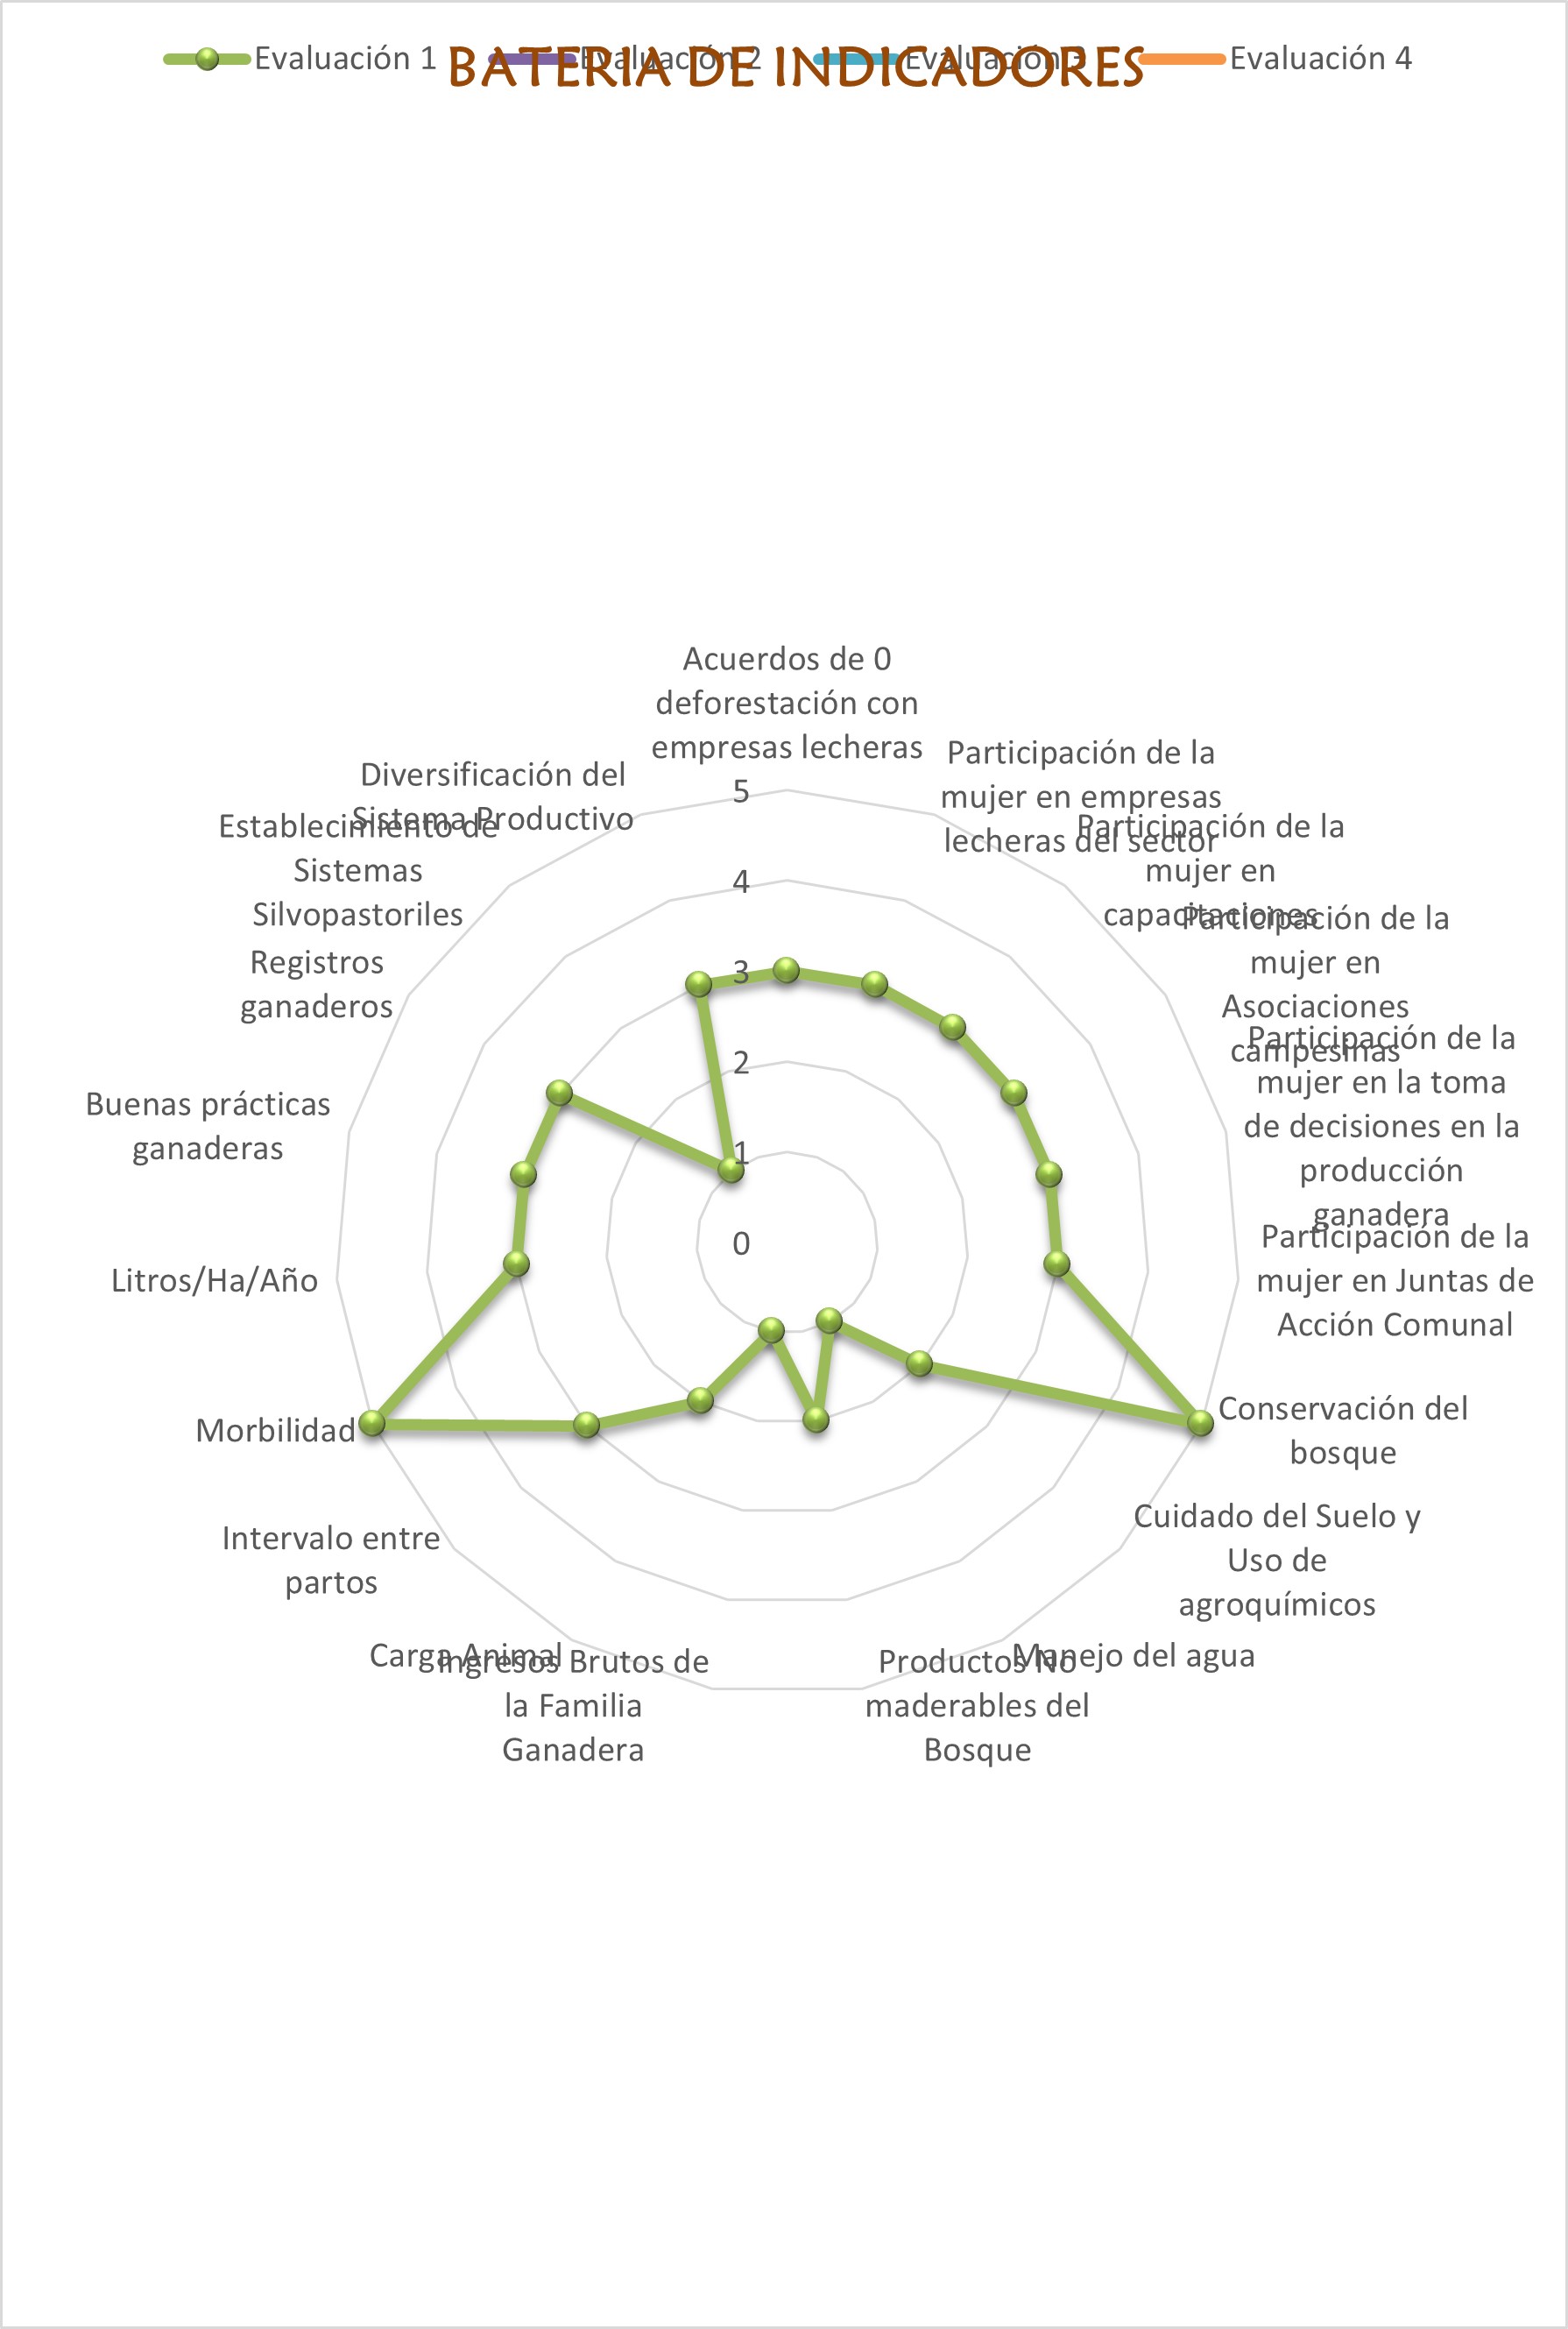 BATERIA DE INDICADORES
Evaluación 1
Evaluación 2
Evaluación 3
Evaluación 4
Acuerdos de 0
deforestación con
empresas lecheras
Participación de la
mujer en empresas
lecheras del sector
Participación de la
mujer en
capacitaciones
Participación de la
mujer en
Asociaciones
campesinas
Participación de la
mujer en la toma
de decisiones en la
producción
ganadera
Participación de la
mujer en Juntas de
Acción Comunal
Conservación del
bosque
Cuidado del Suelo y
Uso de
agroquímicos
Manejo del agua
Productos No
maderables del
Bosque
Ingresos Brutos de
la Familia
Ganadera
Carga Animal
Intervalo entre
partos
Morbilidad
Litros/Ha/Año
Buenas prácticas
ganaderas
Registros
ganaderos
Establecimiento de
Sistemas
Silvopastoriles
Diversificación del
Sistema Productivo
5
4
3
2
1
0